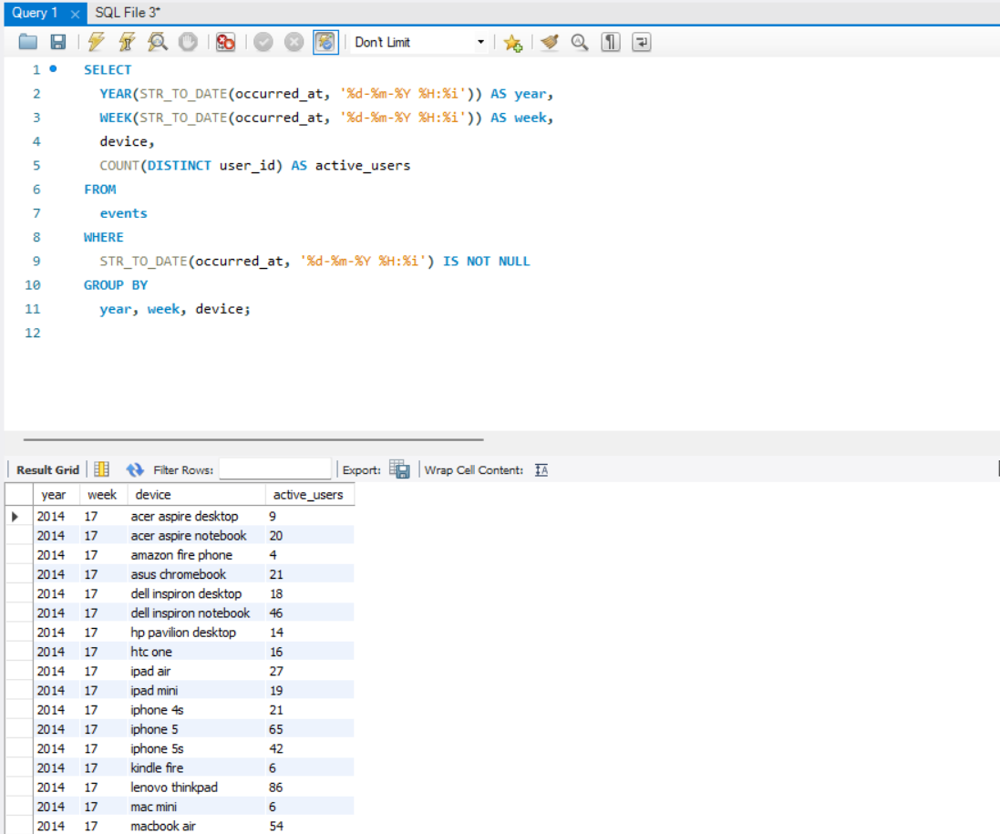 Query 1 × SQL File 3*
Don't Limit
1 SELECT
2 YEAR(STR_TO_DATE(occurred_at, '%d-%m-%Y %H:%i')) AS year,
3 WEEK(STR_TO_DATE(occurred_at, '%d-%m-%Y %H:%i')) AS week,
4 device,
5 COUNT(DISTINCT user_id) AS active_users
6 FROM
7 events
8 WHERE
9 STR_TO_DATE(occurred_at, '%d-%m-%Y %H:%i') IS NOT NULL
10 GROUP BY
11 year, week, device;
12
Result Grid Filter Rows: Export: Wrap Cell Content:
year week device active_users
2014 17 acer aspire desktop 9
2014 17 acer aspire notebook 20
2014 17 amazon fire phone 4
2014 17 asus chromebook 21
2014 17 dell inspiron desktop 18
2014 17 dell inspiron notebook 46
2014 17 hp pavilion desktop 14
2014 17 htc one 16
2014 17 ipad air 27
2014 17 ipad mini 19
2014 17 iphone 4s 21
2014 17 iphone 5 65
2014 17 iphone 5s 42
2014 17 kindle fire 6
2014 17 lenovo thinkpad 86
2014 17 mac mini 6
2014 17 macbook air 54